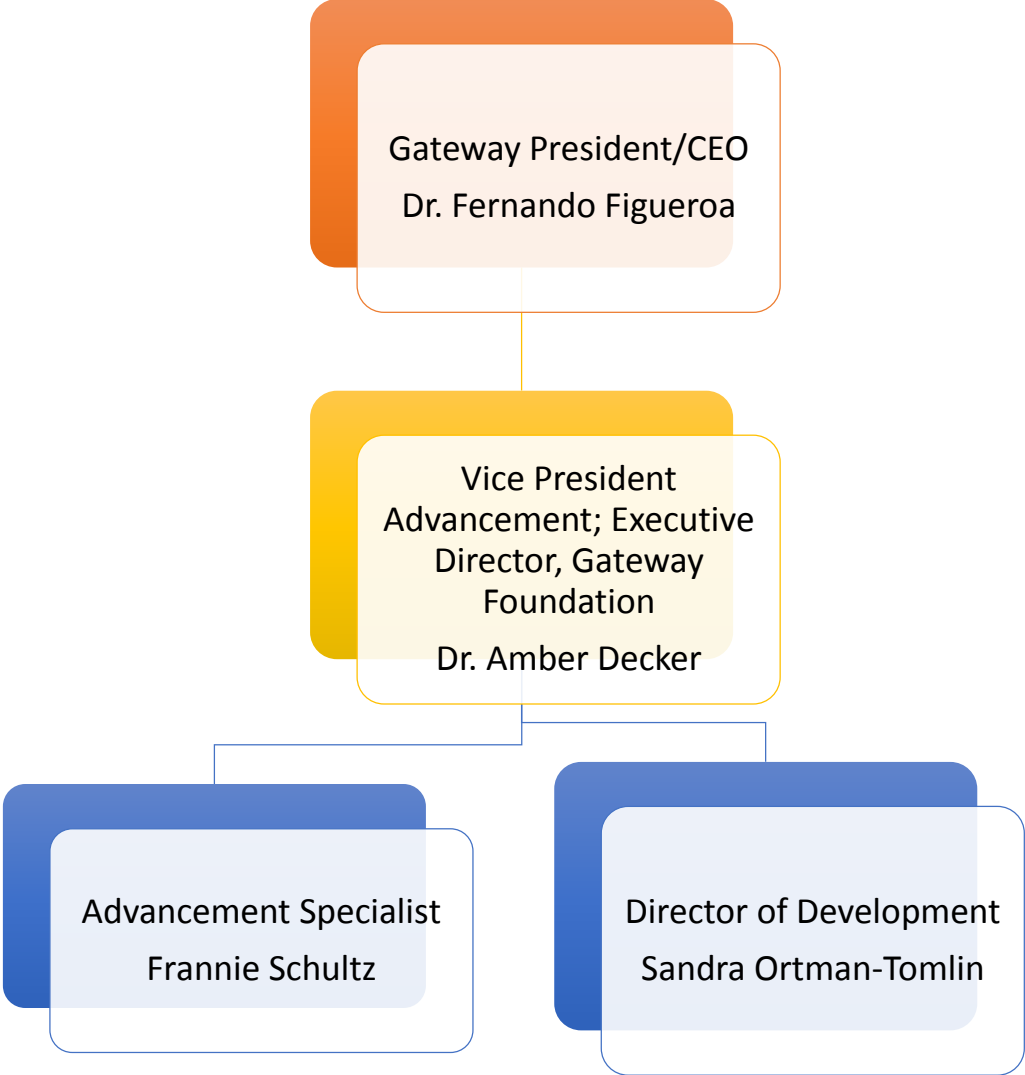 Gateway President/CEO
Dr. Fernando Figueroa
Vice President
Advancement; Executive
Director, Gateway
Foundation
Dr. Amber Decker
Advancement Specialist
Frannie Schultz
Director of Development
Sandra Ortman-Tomlin